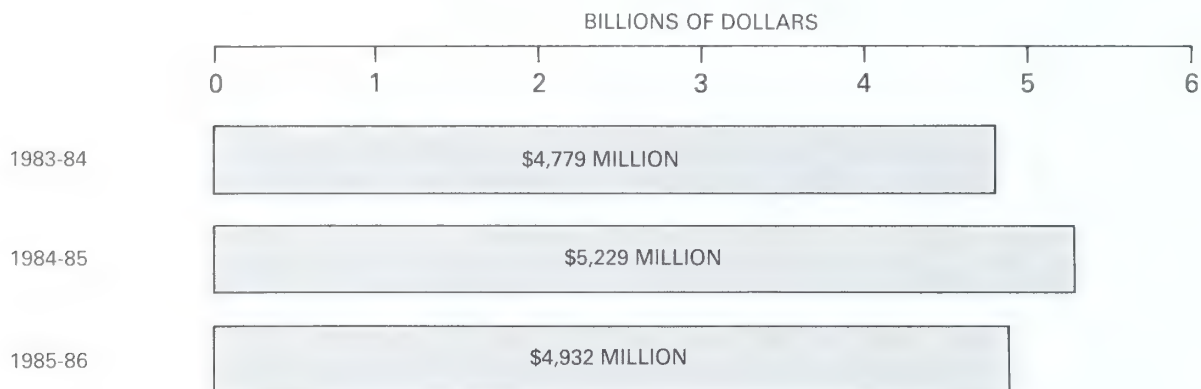 BILLIONS OF DOLLARS
0 1 2 3 4 5 6
1983-84 $4,779 MILLION
1984-85 $5,229 MILLION
1985-86 $4,932 MILLION